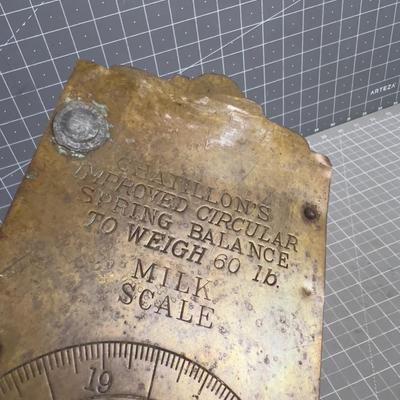 CHATILLON'S
IMPROVED CIRCULAR
SPRING BALANCE
TO WEIGH 60 lb.
MILK
SCALE
19
ARTEZA